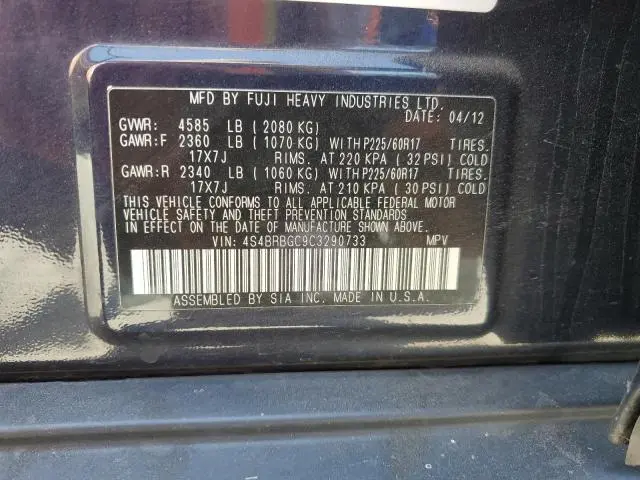 MFD BY FUJI HEAVY INDUSTRIES LTD.
DATE: 04/12
GVWR: 4585 LB ( 2080 KG)
GAWR:F 2360 LB ( 1070 KG) WITH P225/60R17 TIRES.
17X7J RIMS. AT 220 KPA ( 32 PSI) COLD
GAWR:R 2340 LB ( 1060 KG) WITH P225/60R17 TIRES.
17X7J RIMS. AT 210 KPA ( 30 PSI) COLD
THIS VEHICLE CONFORMS TO ALL APPLICABLE FEDERAL MOTOR
VEHICLE SAFETY AND THEFT PREVENTION STANDARDS
IN EFFECT ON THE DATE OF MANUFACTURE SHOWN ABOVE.
VIN: 4S4BRBGC9C3290733 MPV
ASSEMBLED BY SIA INC. MADE IN U.S.A.